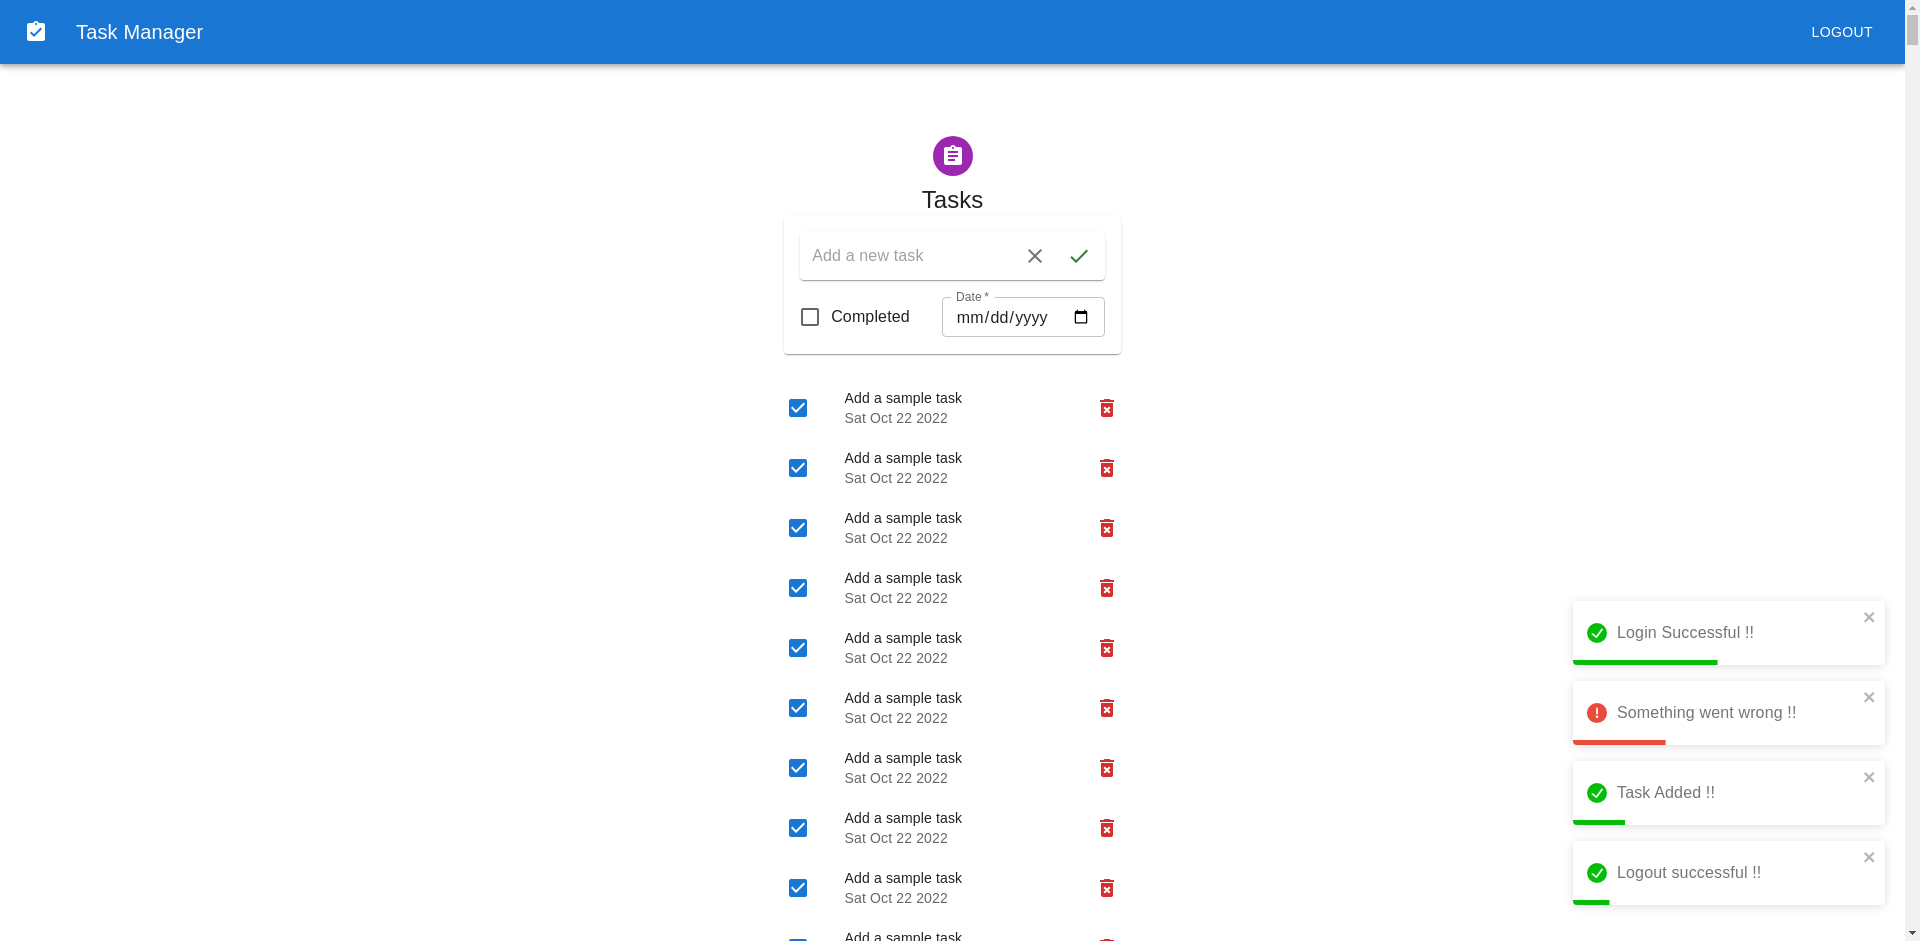 Task Manager
LOGOUT
Tasks
Add a new task
Completed
Date *
mm/dd/yyyy
Add a sample task
Sat Oct 22 2022
Add a sample task
Sat Oct 22 2022
Add a sample task
Sat Oct 22 2022
Add a sample task
Sat Oct 22 2022
Add a sample task
Sat Oct 22 2022
Add a sample task
Sat Oct 22 2022
Add a sample task
Sat Oct 22 2022
Add a sample task
Sat Oct 22 2022
Add a sample task
Sat Oct 22 2022
Add a sample task
Login Successful !!
Something went wrong !!
Task Added !!
Logout successful !!